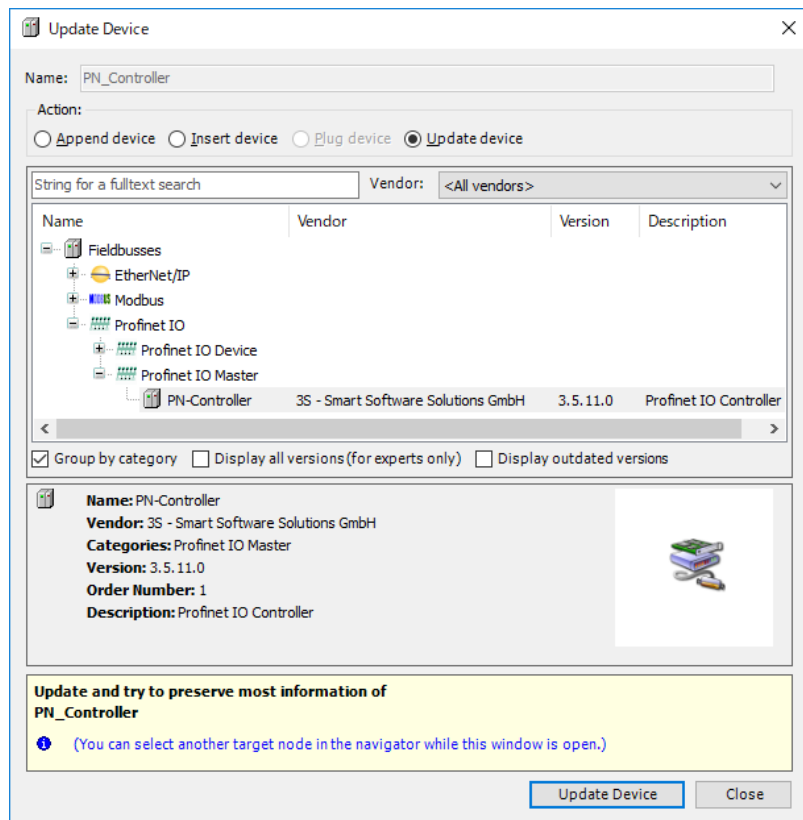 Update Device
Name: PN_Controller
Action:
Append device Insert device Plug device Update device
String for a fulltext search Vendor: <All vendors>
Name Vendor Version Description
Fieldbusses
EtherNet/IP
MODBUS Modbus
Profinet IO
Profinet IO Device
Profinet IO Master
PN-Controller 3S - Smart Software Solutions GmbH 3.5.11.0 Profinet IO Controller
Group by category Display all versions (for experts only) Display outdated versions
Name: PN-Controller
Vendor: 3S - Smart Software Solutions GmbH
Categories: Profinet IO Master
Version: 3.5.11.0
Order Number: 1
Description: Profinet IO Controller
Update and try to preserve most information of
PN_Controller
(You can select another target node in the navigator while this window is open.)
Update Device Close